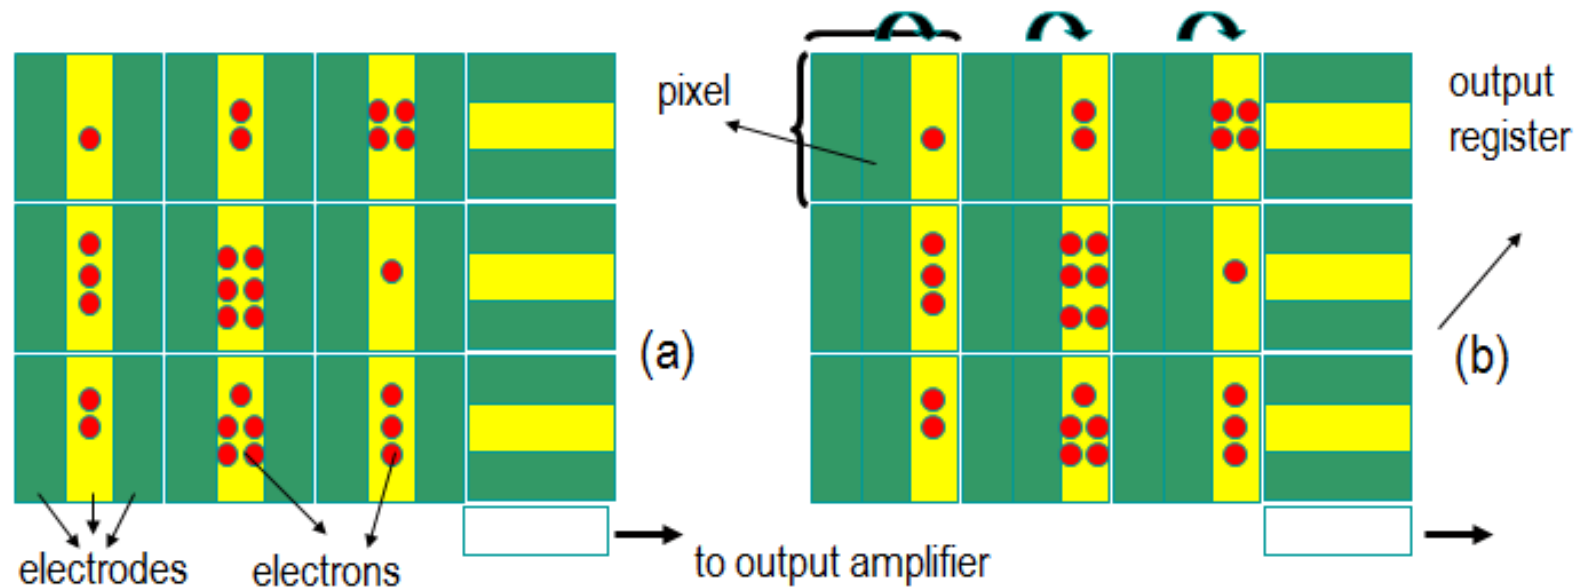 pixel
output
register
(a)
(b)
electrodes
electrons
to output amplifier